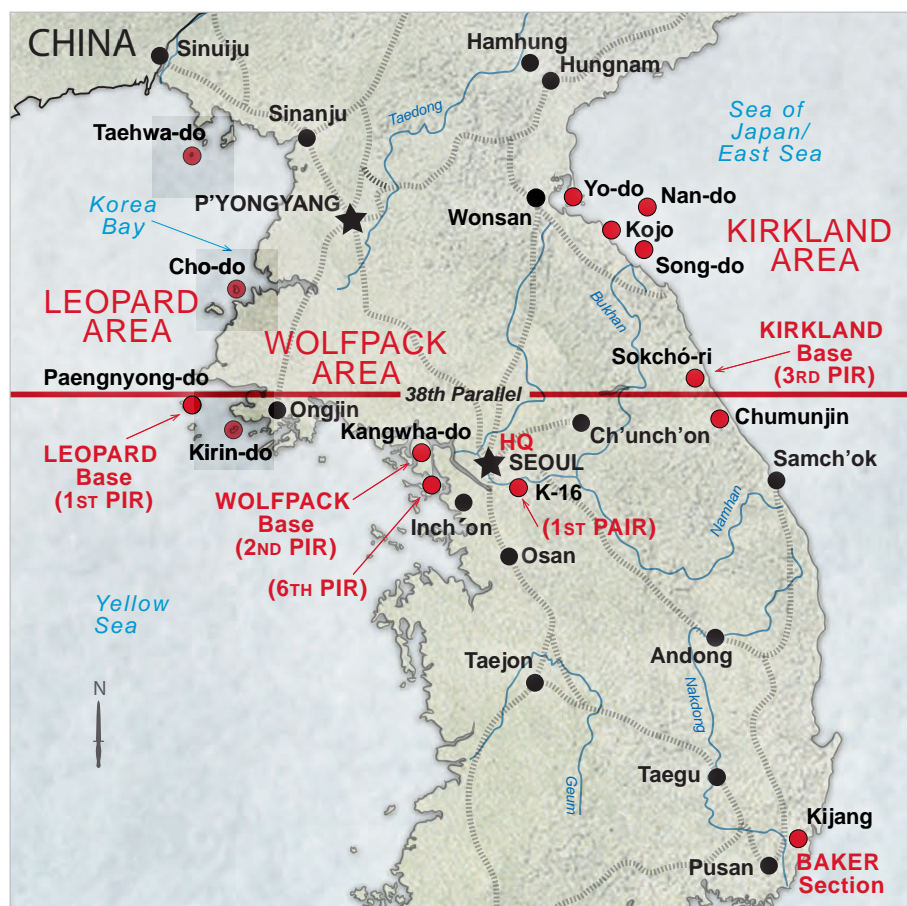 CHINA
Sinuiju
Hamhung
Hungnam
Sinanju
Taedong
Sea of
Japan/
East Sea
Taehwa-do
P'YONGYANG
Korea
Bay
Wonsan
Yo-do
Nan-do
Kojo
Song-do
KIRKLAND
AREA
Cho-do
LEOPARD
AREA
Bukhan
WOLFPACK
AREA
Sokchó-ri
KIRKLAND
Base
(3RD PIR)
Paengnyong-do
38th Parallel
Ongjin
Kirin-do
Kangwha-do
HQ
SEOUL
Ch'unch'on
Chumunjin
LEOPARD
Base
(1ST PIR)
WOLFPACK
Base
(2ND PIR)
K-16
Samch'ok
Inch´on
(1ST PAIR)
Namhan
(6TH PIR)
Osan
Yellow
Sea
Andong
Taejon
N
Nakdong
Taegu
Geum
Kijang
Pusan
BAKER
Section